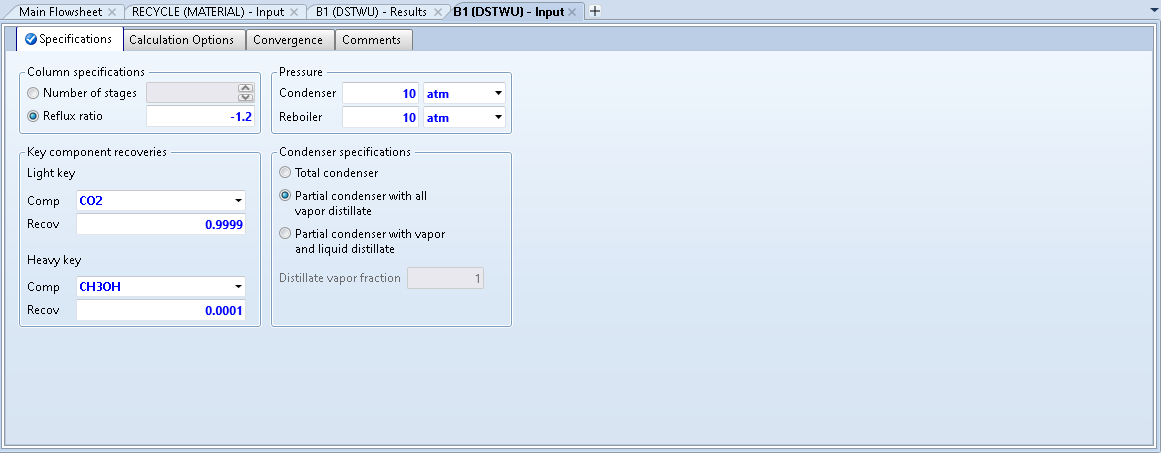 Main Flowsheet
RECYCLE (MATERIAL) - Input
B1 (DSTWU) - Results
B1 (DSTWU) - Input
Specifications
Calculation Options
Convergence
Comments
Column specifications
Number of stages
Reflux ratio
-1.2
Pressure
Condenser
10
atm
Reboiler
10
atm
Key component recoveries
Light key
Comp
CO2
Recov
0.9999
Heavy key
Comp
CH3OH
Recov
0.0001
Condenser specifications
Total condenser
Partial condenser with all
vapor distillate
Partial condenser with vapor
and liquid distillate
Distillate vapor fraction
1